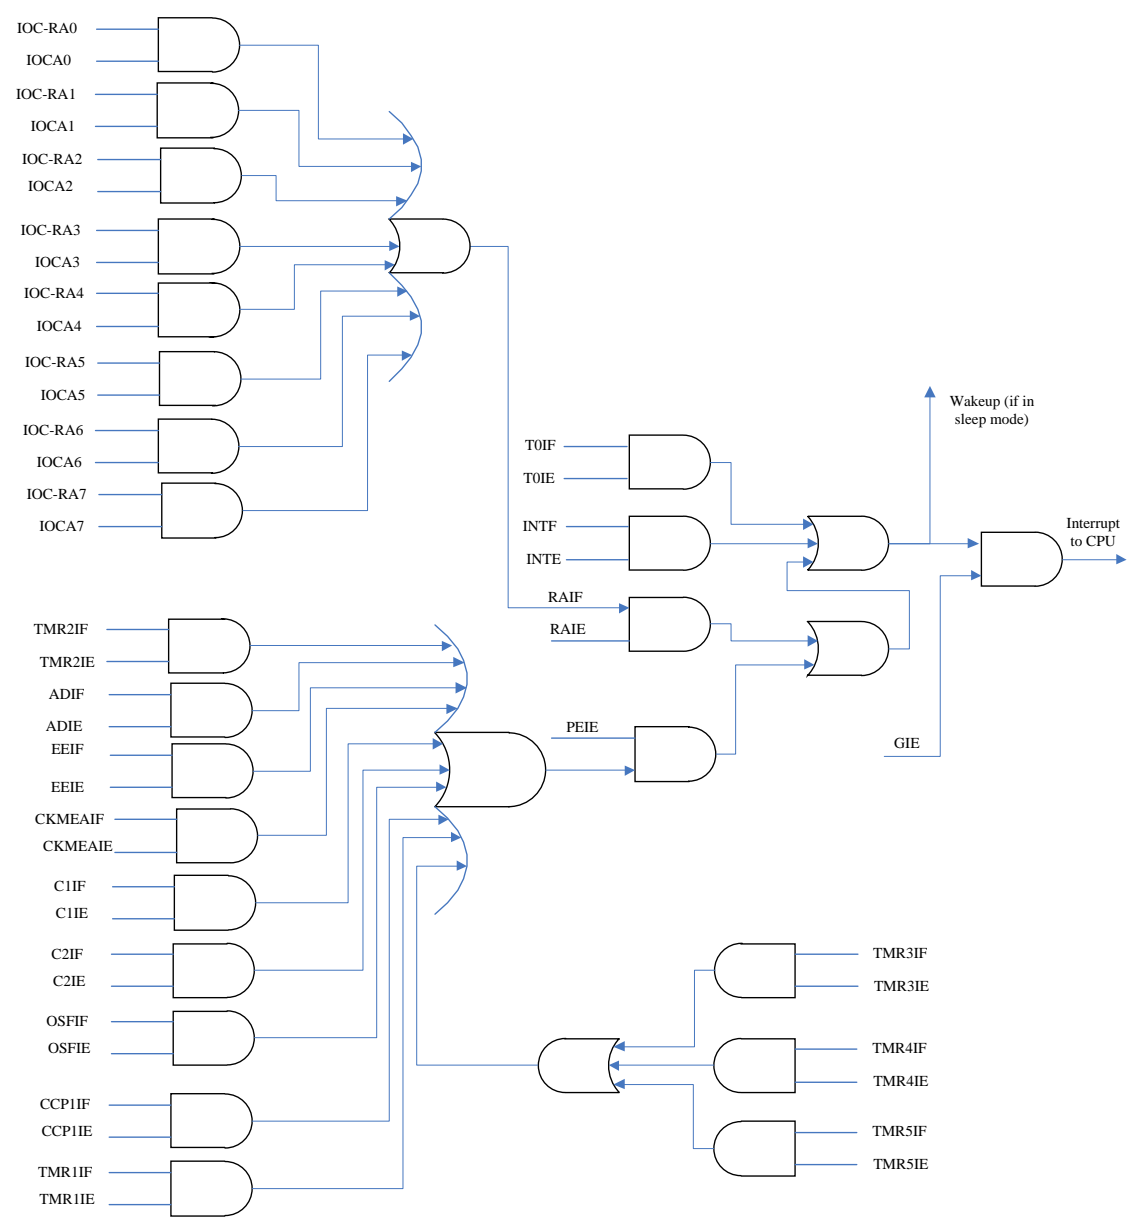 IOC-RA0
IOCA0
IOC-RA1
IOCA1
IOC-RA2
IOCA2
IOC-RA3
IOCA3
IOC-RA4
IOCA4
IOC-RA5
IOCA5
IOC-RA6
IOCA6
IOC-RA7
IOCA7
Wakeup (if in
sleep mode)
T0IF
T0IE
INTF
INTE
Interrupt
to CPU
RAIF
RAIE
PEIE
GIE
TMR2IF
TMR2IE
ADIF
ADIE
EEIF
EEIE
CKMEAIF
CKMEAIE
C1IF
C1IE
C2IF
C2IE
OSFIF
OSFIE
CCP1IF
CCP1IE
TMR1IF
TMR1IE
TMR3IF
TMR3IE
TMR4IF
TMR4IE
TMR5IF
TMR5IE